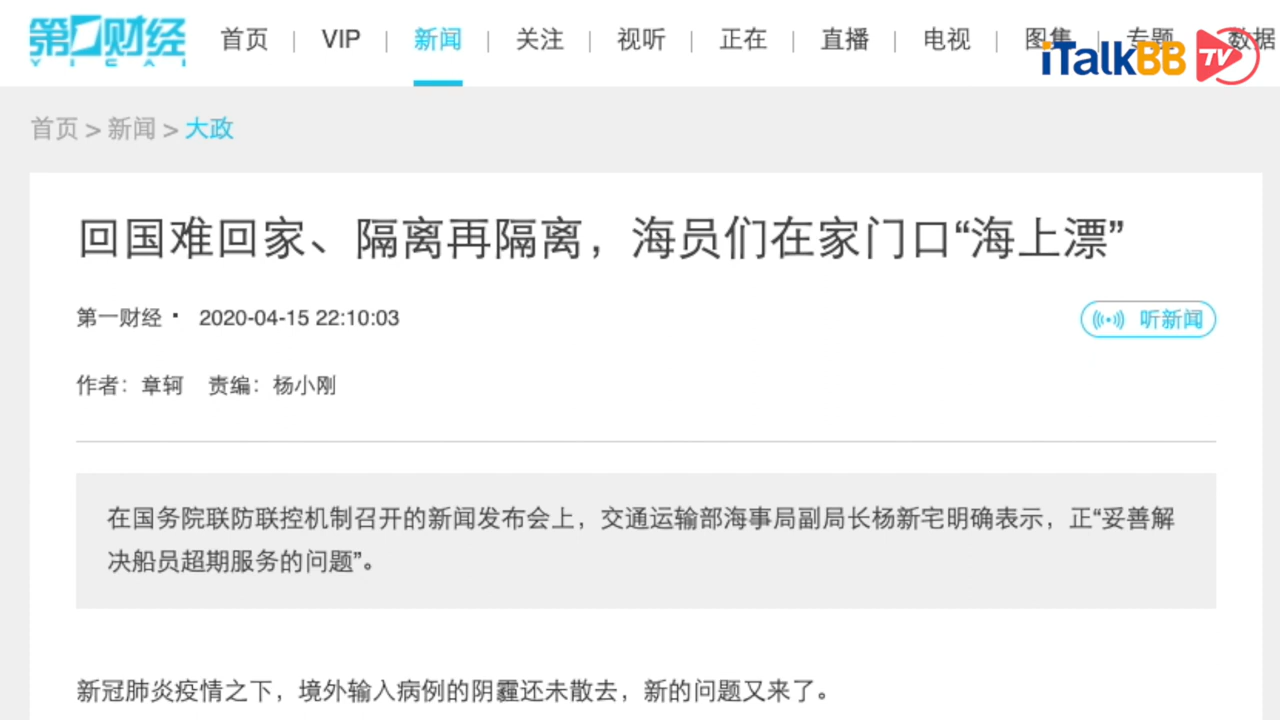 第一财经
YICAI
首页 | VIP | 新闻 | 关注 | 视听 | 正在 | 直播 | 电视 | 图集 | 专题 | 数据
iTalkBB TV
首页 > 新闻 > 大政
回国难回家、隔离再隔离，海员们在家门口“海上漂”
第一财经 · 2020-04-15 22:10:03
听新闻
作者：章轲 责编：杨小刚
在国务院联防联控机制召开的新闻发布会上，交通运输部海事局副局长杨新宅明确表示，正“妥善解
决船员超期服务的问题”。
新冠肺炎疫情之下，境外输入病例的阴霾还未散去，新的问题又来了。